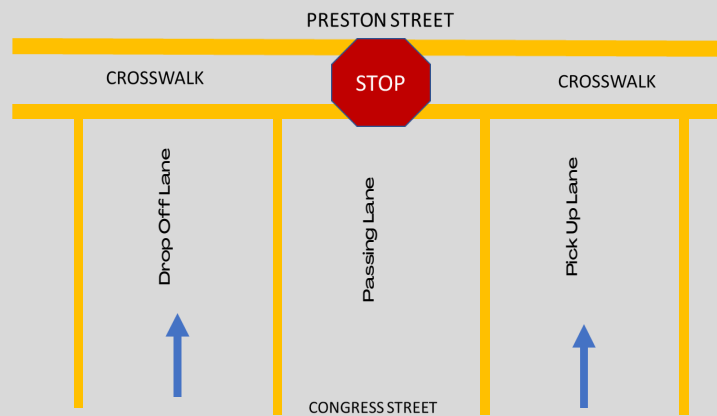 PRESTON STREET
CROSSWALK
STOP
CROSSWALK
Drop Off Lane
Passing Lane
Pick Up Lane
CONGRESS STREET